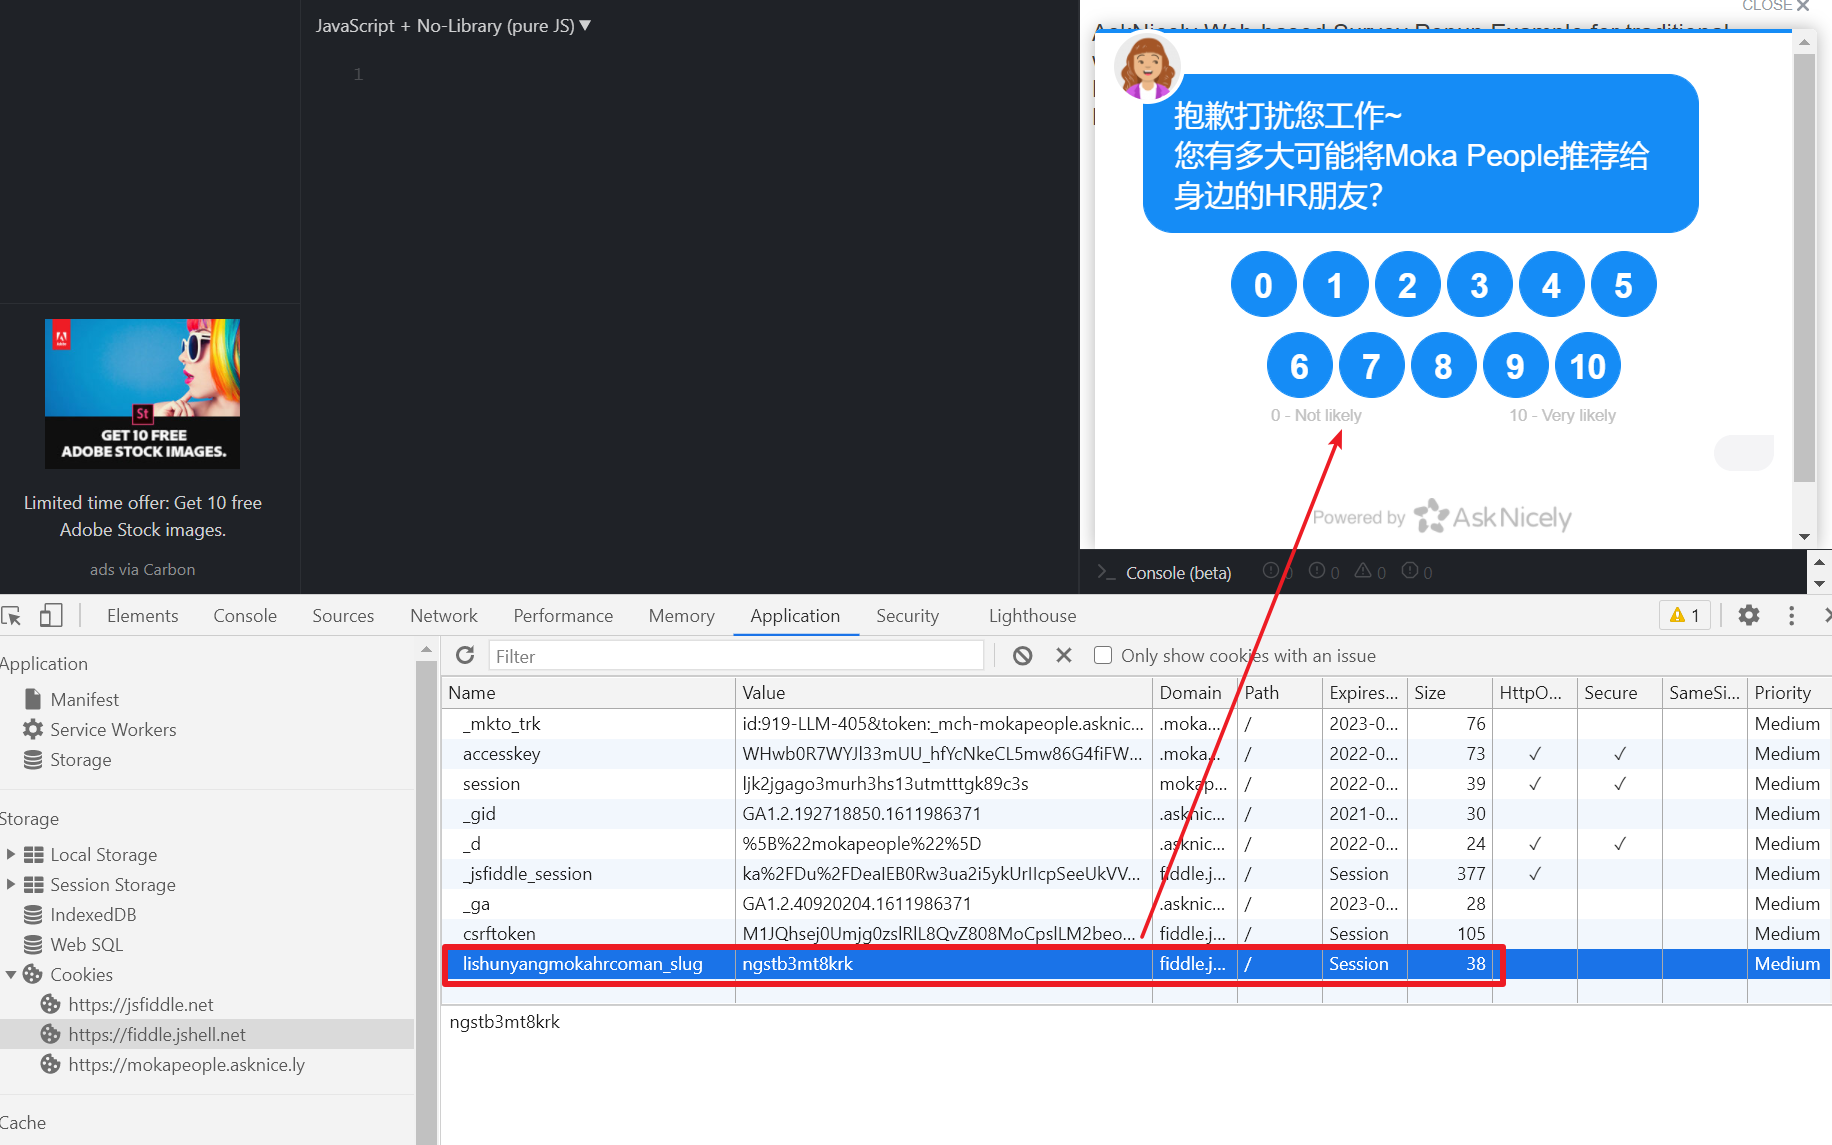 JavaScript + No-Library (pure JS) ▼
1
CLOSE ✕
AskNicely Web-based Survey Popup Example for traditional
抱歉打扰您工作~
您有多大可能将Moka People推荐给
身边的HR朋友?
0 1 2 3 4 5
6 7 8 9 10
0 - Not likely 10 - Very likely
Powered by AskNicely
St
GET 10 FREE
ADOBE STOCK IMAGES.
Limited time offer: Get 10 free
Adobe Stock images.
ads via Carbon
Console (beta) 0 0 0 0
Elements Console Sources Network Performance Memory Application Security Lighthouse 1
Application
Manifest
Service Workers
Storage
Storage
Local Storage
Session Storage
IndexedDB
Web SQL
Cookies
https://jsfiddle.net
https://fiddle.jshell.net
https://mokapeople.asknice.ly
Cache
Filter Only show cookies with an issue
Name Value Domain Path Expires... Size HttpO... Secure SameSi... Priority
_mkto_trk id:919-LLM-405&token:_mch-mokapeople.asknic... .moka... / 2023-0... 76 Medium
accesskey WHwb0R7WYJl33mUU_hfYcNkeCL5mw86G4fiFW... .moka... / 2022-0... 73 ✓ ✓ Medium
session ljk2jgago3murh3hs13utmtttgk89c3s mokap... / 2022-0... 39 ✓ ✓ Medium
_gid GA1.2.192718850.1611986371 .asknic... / 2021-0... 30 Medium
_d %5B%22mokapeople%22%5D .asknic... / 2022-0... 24 ✓ ✓ Medium
_jsfiddle_session ka%2FDu%2FDeaIEB0Rw3ua2i5ykUrIIcpSeeUkVV... fiddle.j... / Session 377 ✓ Medium
_ga GA1.2.40920204.1611986371 .asknic... / 2023-0... 28 Medium
csrftoken M1JQhsej0Umjg0zslRlL8QvZ808MoCpslLM2beo... fiddle.j... / Session 105 Medium
lishunyangmokahrcoman_slug ngstb3mt8krk fiddle.j... / Session 38 Medium
ngstb3mt8krk